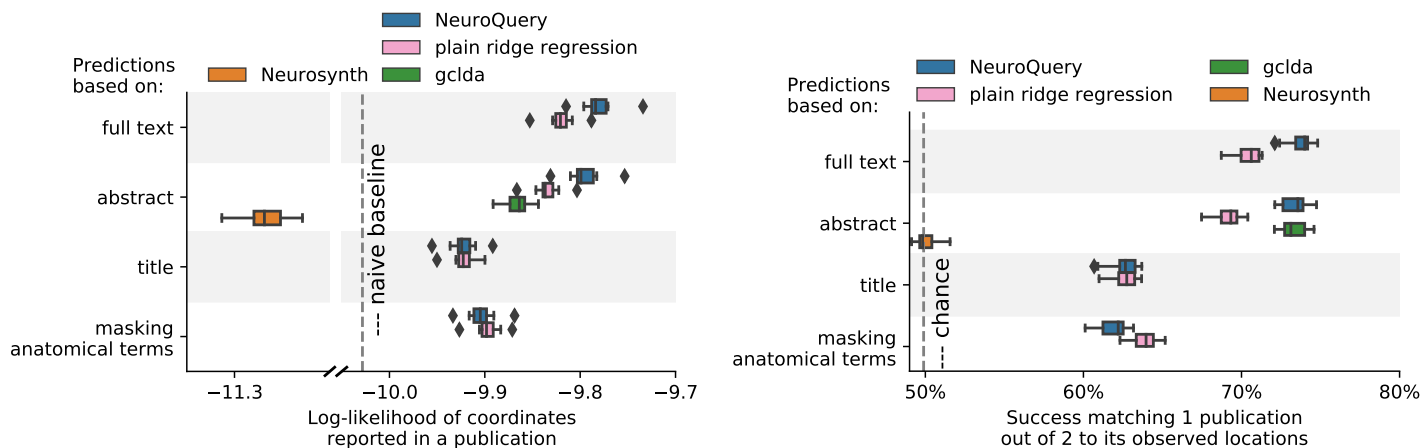 NeuroQuery
plain ridge regression
gclda
Neurosynth
Predictions
based on:
full text
abstract
title
masking
anatomical terms
naive baseline
−11.3
−10.0
−9.9
−9.8
−9.7
Log-likelihood of coordinates
reported in a publication
NeuroQuery
plain ridge regression
gclda
Neurosynth
Predictions
based on:
full text
abstract
title
masking
anatomical terms
chance
50%
60%
70%
80%
Success matching 1 publication
out of 2 to its observed locations